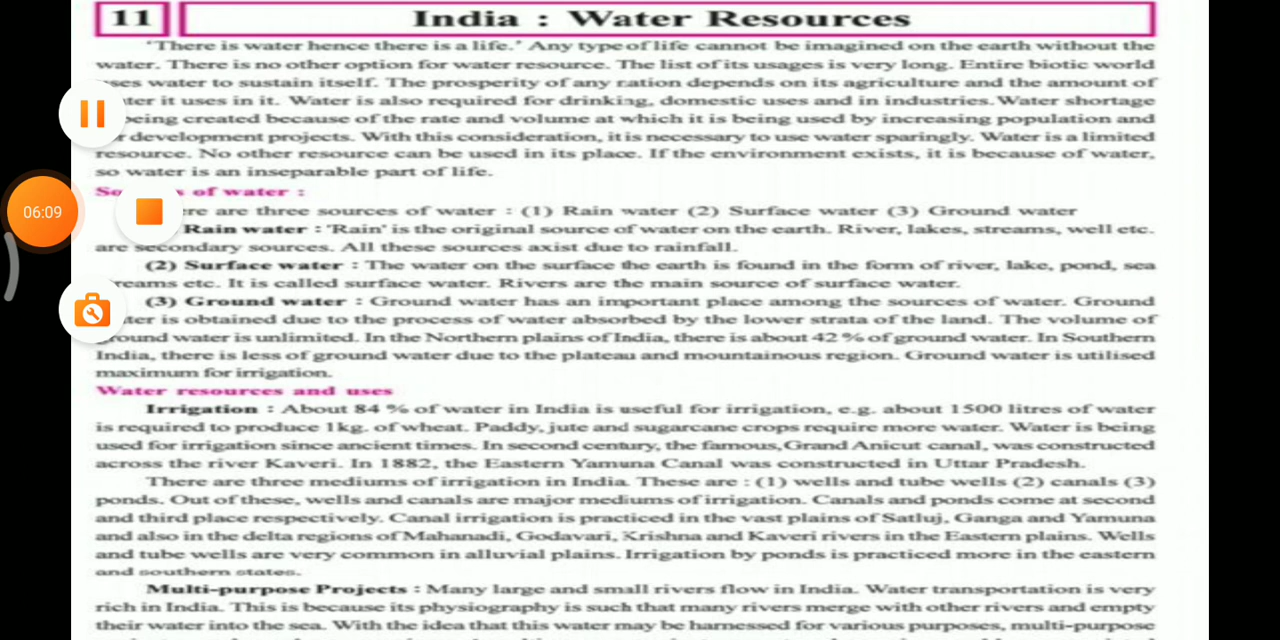 11 India : Water Resources
'There is water hence there is a life.' Any type of life cannot be imagined on the earth without the
water. There is no other option for water resource. The list of its usages is very long. Entire biotic world
uses water to sustain itself. The prosperity of any nation depends on its agriculture and the amount of
water it uses in it. Water is also required for drinking, domestic uses and in industries. Water shortage
being created because of the rate and volume at which it is being used by increasing population and
development projects. With this consideration, it is necessary to use water sparingly. Water is a limited
resource. No other resource can be used in its place. If the environment exists, it is because of water,
so water is an inseparable part of life.
of water :
are three sources of water : (1) Rain water (2) Surface water (3) Ground water
06:09
Rain water : 'Rain' is the original source of water on the earth. River, lakes, streams, well etc.
are secondary sources. All these sources axist due to rainfall.
(2) Surface water : The water on the surface the earth is found in the form of river, lake, pond, sea
streams etc. It is called surface water. Rivers are the main source of surface water.
(3) Ground water : Ground water has an important place among the sources of water. Ground
water is obtained due to the process of water absorbed by the lower strata of the land. The volume of
ground water is unlimited. In the Northern plains of India, there is about 42 % of ground water. In Southern
India, there is less of ground water due to the plateau and mountainous region. Ground water is utilised
maximum for irrigation.
Water resources and uses
Irrigation : About 84 % of water in India is useful for irrigation, e.g. about 1500 litres of water
is required to produce 1kg. of wheat. Paddy, jute and sugarcane crops require more water. Water is being
used for irrigation since ancient times. In second century, the famous, Grand Anicut canal, was constructed
across the river Kaveri. In 1882, the Eastern Yamuna Canal was constructed in Uttar Pradesh.
There are three mediums of irrigation in India. These are : (1) wells and tube wells (2) canals (3)
ponds. Out of these, wells and canals are major mediums of irrigation. Canals and ponds come at second
and third place respectively. Canal irrigation is practiced in the vast plains of Satluj, Ganga and Yamuna
and also in the delta regions of Mahanadi, Godavari, Krishna and Kaveri rivers in the Eastern plains. Wells
and tube wells are very common in alluvial plains. Irrigation by ponds is practiced more in the eastern
and southern states.
Multi-purpose Projects : Many large and small rivers flow in India. Water transportation is very
rich in India. This is because its physiography is such that many rivers merge with other rivers and empty
their water into the sea. With the idea that this water may be harnessed for various purposes, multi-purpose